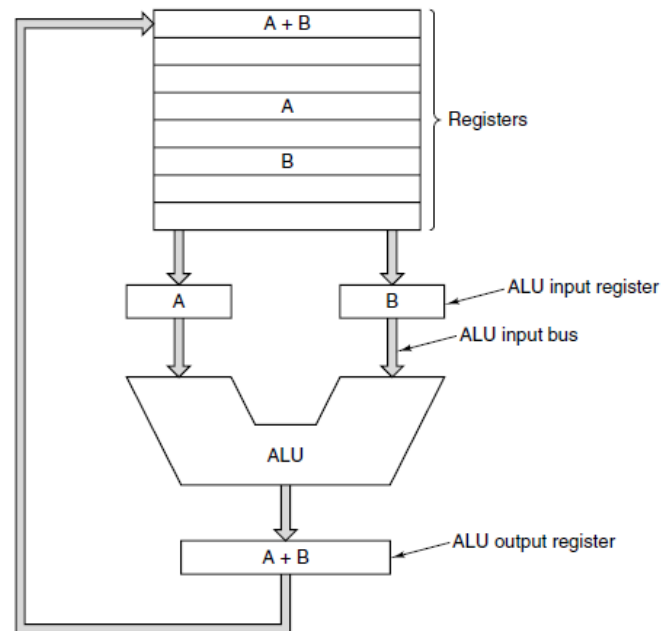 A + B
A
Registers
B
A
B
ALU input register
ALU input bus
ALU
ALU output register
A + B